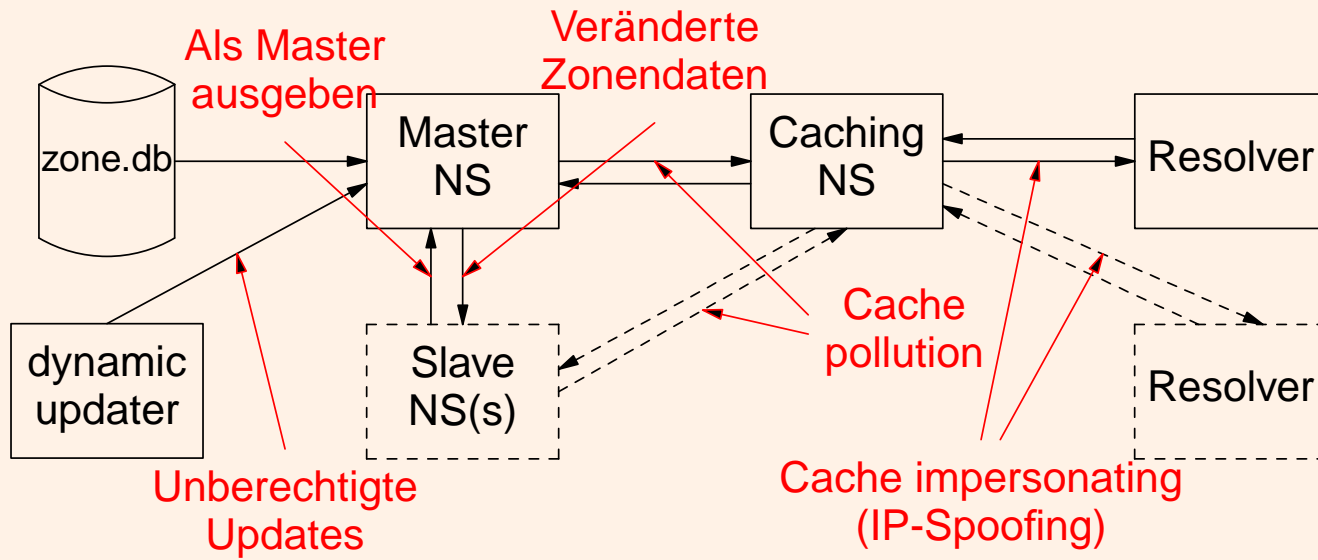 Als Master
ausgeben
Veränderte
Zonendaten
zone.db
Master
NS
Caching
NS
Resolver
dynamic
updater
Slave
NS(s)
Cache
pollution
Resolver
Unberechtigte
Updates
Cache impersonating
(IP-Spoofing)